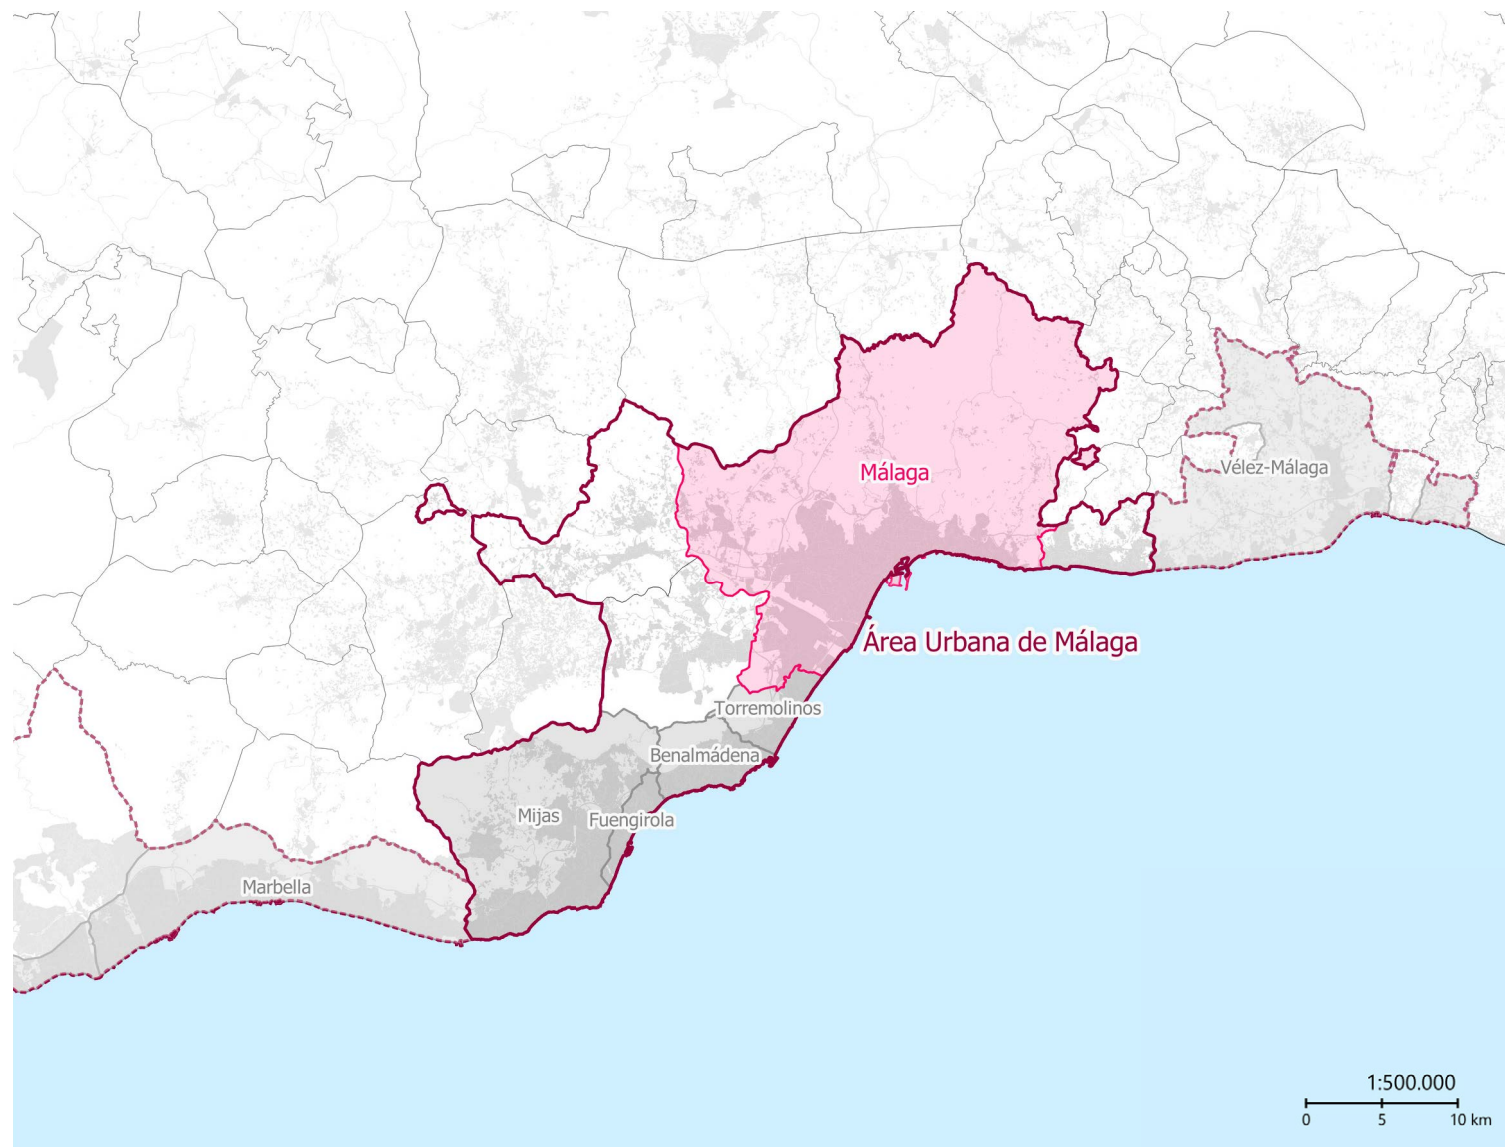 Málaga
Vélez-Málaga
Área Urbana de Málaga
Torremolinos
Benalmádena
Mijas
Fuengirola
Marbella
1:500.000
0 5 10 km